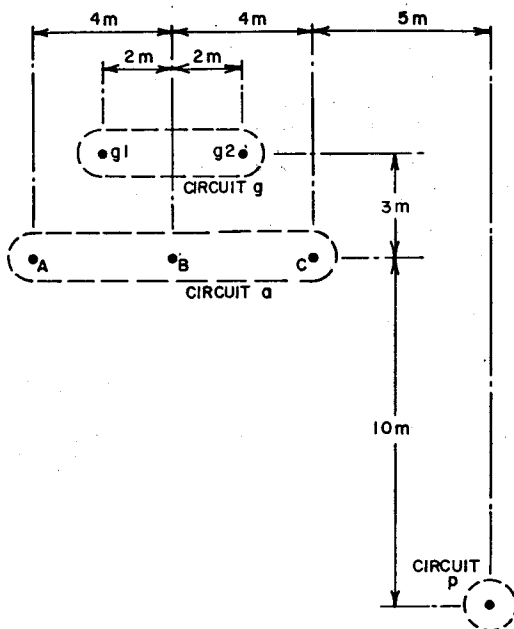 4m 4m 5m
2m 2m
g1 g2
CIRCUIT g
3m
A B C
CIRCUIT a
10m
CIRCUIT
p